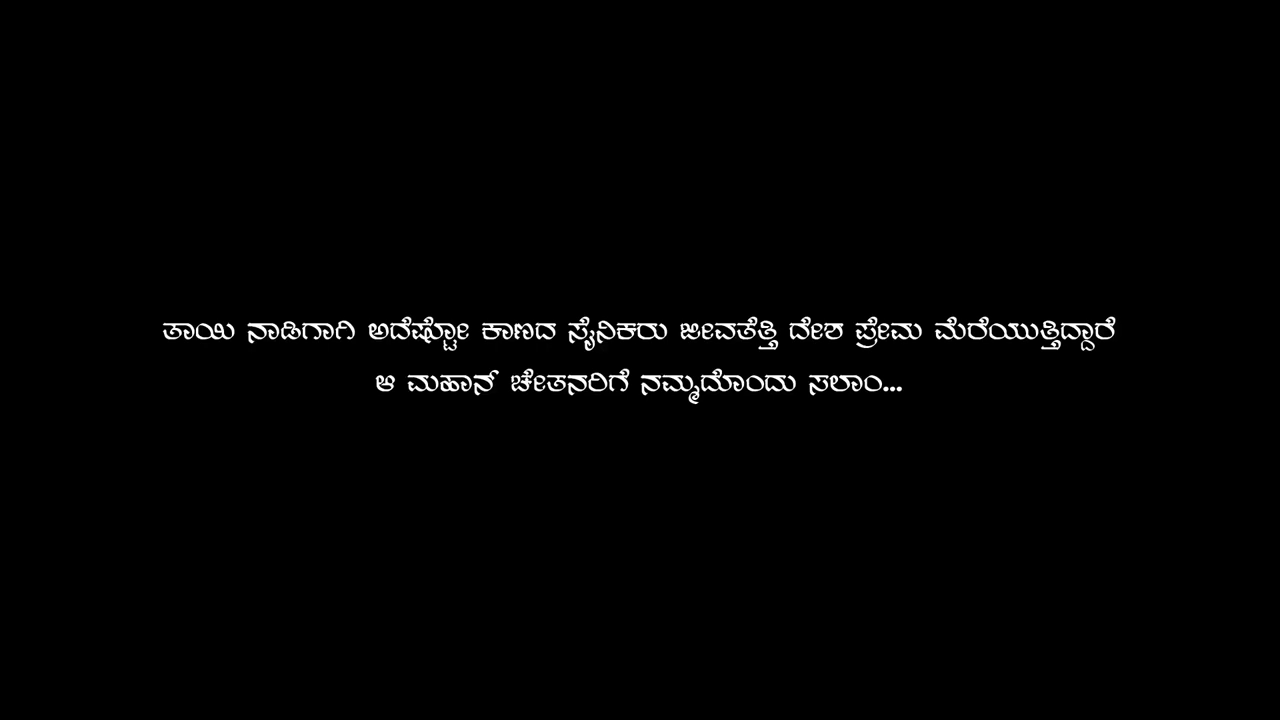 ತಾಯಿ ನಾಡಿಗಾಗಿ ಅದೆಷ್ಟೋ ಕಾಣದ ಸೈನಿಕರು ಜೀವತೆತ್ತಿ ದೇಶ ಪ್ರೇಮ ಮೆರೆಯುತ್ತಿದ್ದಾರೆ
ಆ ಮಹಾನ್ ಚೇತನರಿಗೆ ನಮ್ಮದೊಂದು ಸಲಾಂ...